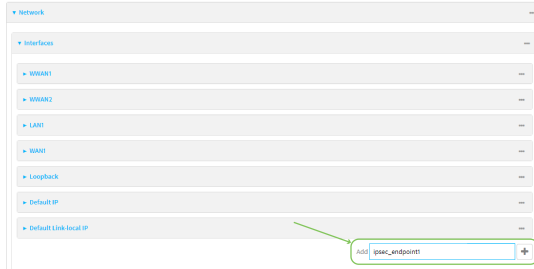 Network
Interfaces
WWAN1
WWAN2
LAN1
WAN1
Loopback
Default IP
Default Link-local IP
Add ipsec_endpoint1